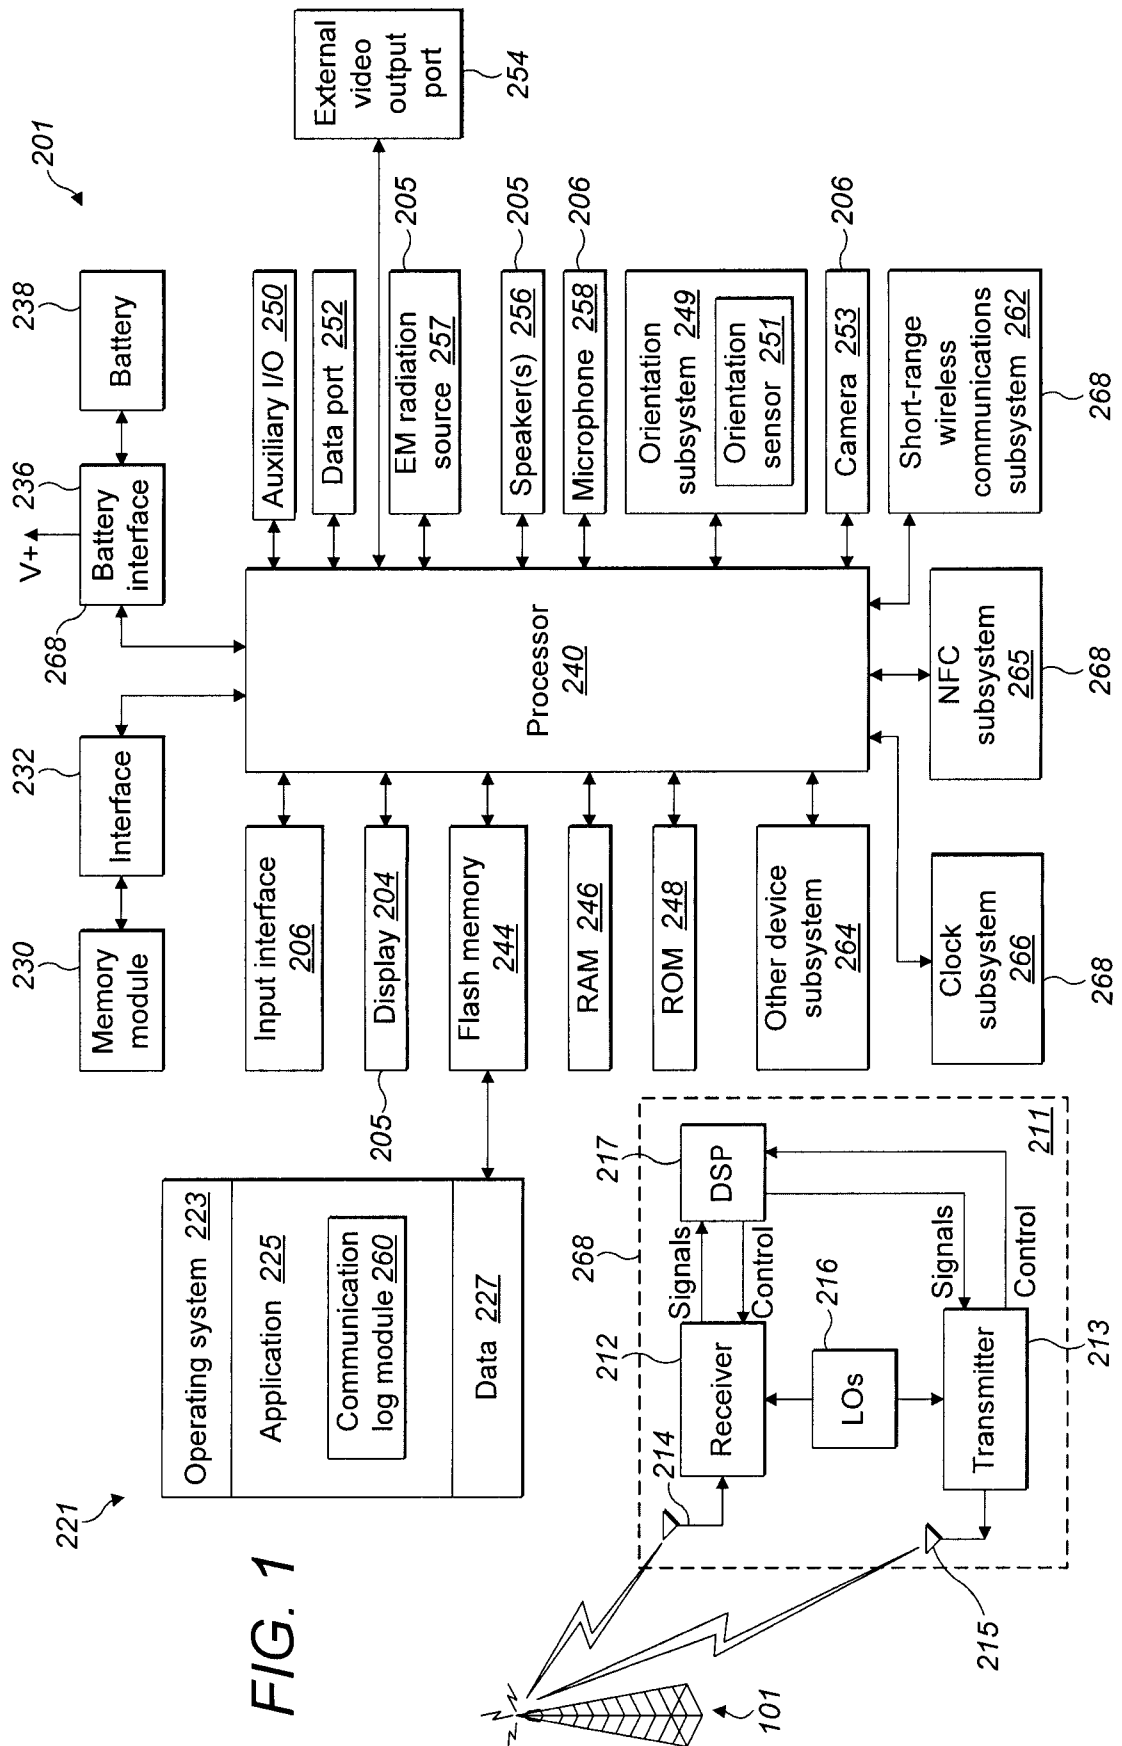 FIG. 1
201
221
Operating system 223
Application 225
Communication
log module 260
Data 227
230
Memory
module
232
Interface
268
V+
236
Battery
interface
238
Battery
Input interface
206
Display 204
205
Flash memory
244
RAM 246
ROM 248
Other device
subsystem
264
Processor
240
Auxiliary I/O 250
Data port 252
External
video
output
port
254
EM radiation
source 257
205
Speaker(s) 256
205
Microphone 258
206
Orientation
subsystem 249
Orientation
sensor 251
Camera 253
206
Short-range
wireless
communications
subsystem 262
268
NFC
subsystem
265
268
Clock
subsystem
266
268
101
214
215
212
Receiver
Signals
Control
268
217
DSP
216
LOs
Transmitter
213
Signals
Control
211